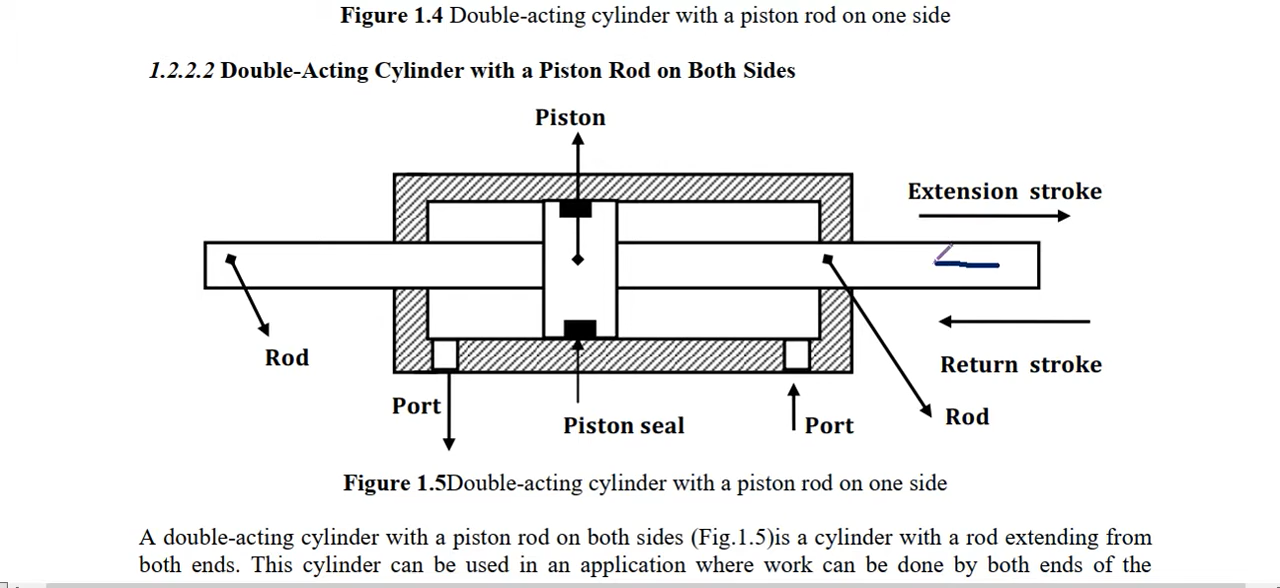 Figure 1.4 Double-acting cylinder with a piston rod on one side
1.2.2.2 Double-Acting Cylinder with a Piston Rod on Both Sides
Piston
Extension stroke
Rod
Return stroke
Port
Piston seal
Port
Rod
Figure 1.5Double-acting cylinder with a piston rod on one side
A double-acting cylinder with a piston rod on both sides (Fig.1.5)is a cylinder with a rod extending from
both ends. This cylinder can be used in an application where work can be done by both ends of the